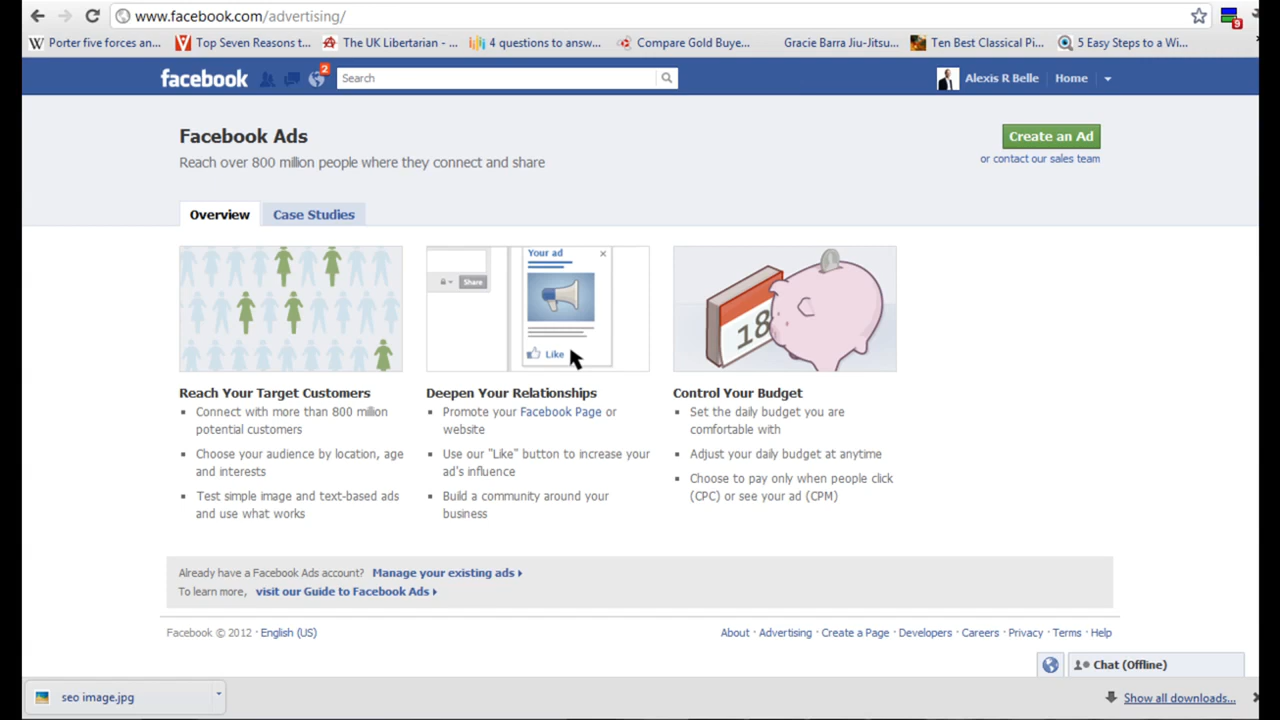 www.facebook.com/advertising/
9
Porter five forces an...
Top Seven Reasons t...
The UK Libertarian - ...
4 questions to answ...
Compare Gold Buye...
Gracie Barra Jiu-Jitsu...
Ten Best Classical Pi...
5 Easy Steps to a Wi...
facebook
2
Search
Alexis R Belle
Home
Facebook Ads
Create an Ad
Reach over 800 million people where they connect and share
or contact our sales team
Overview
Case Studies
Share
Your ad
Like
18
Reach Your Target Customers
Connect with more than 800 million
potential customers
Choose your audience by location, age
and interests
Test simple image and text-based ads
and use what works
Deepen Your Relationships
Promote your Facebook Page or
website
Use our "Like" button to increase your
ad's influence
Build a community around your
business
Control Your Budget
Set the daily budget you are
comfortable with
Adjust your daily budget at anytime
Choose to pay only when people click
(CPC) or see your ad (CPM)
Already have a Facebook Ads account? Manage your existing ads
To learn more, visit our Guide to Facebook Ads
Facebook © 2012 · English (US)
About · Advertising · Create a Page · Developers · Careers · Privacy · Terms · Help
Chat (Offline)
seo image.jpg
Show all downloads...